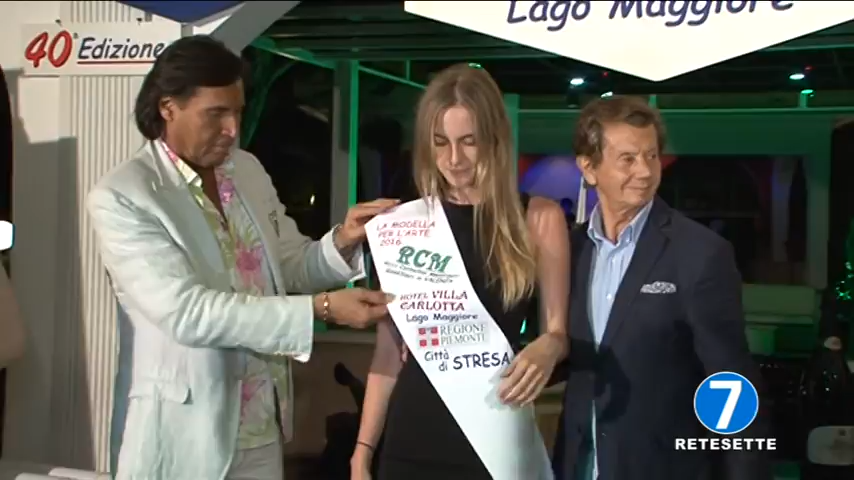 Lago Maggiore
40° Edizione
LA MODELLA
PER L'ARTE
2016
RCM
HOTEL VILLA
CARLOTTA
Lago Maggiore
REGIONE
PIEMONTE
Città
di STRESA
7
RETESETTE